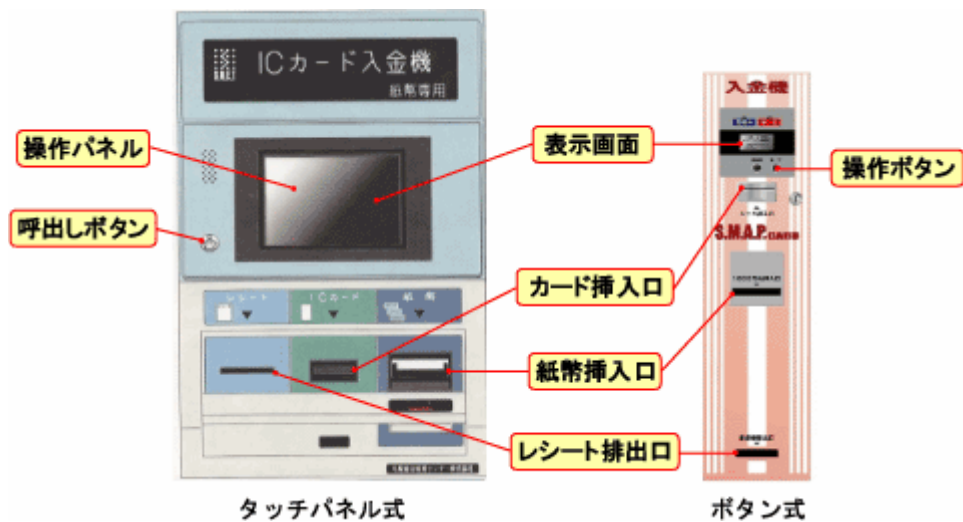 ICカード入金機
紙幣専用
入金機
操作パネル
表示画面
操作ボタン
呼出しボタン
S.M.A.P.CARD
レシート
ICカード
紙幣
カード挿入口
紙幣挿入口
レシート排出口
タッチパネル式
ボタン式